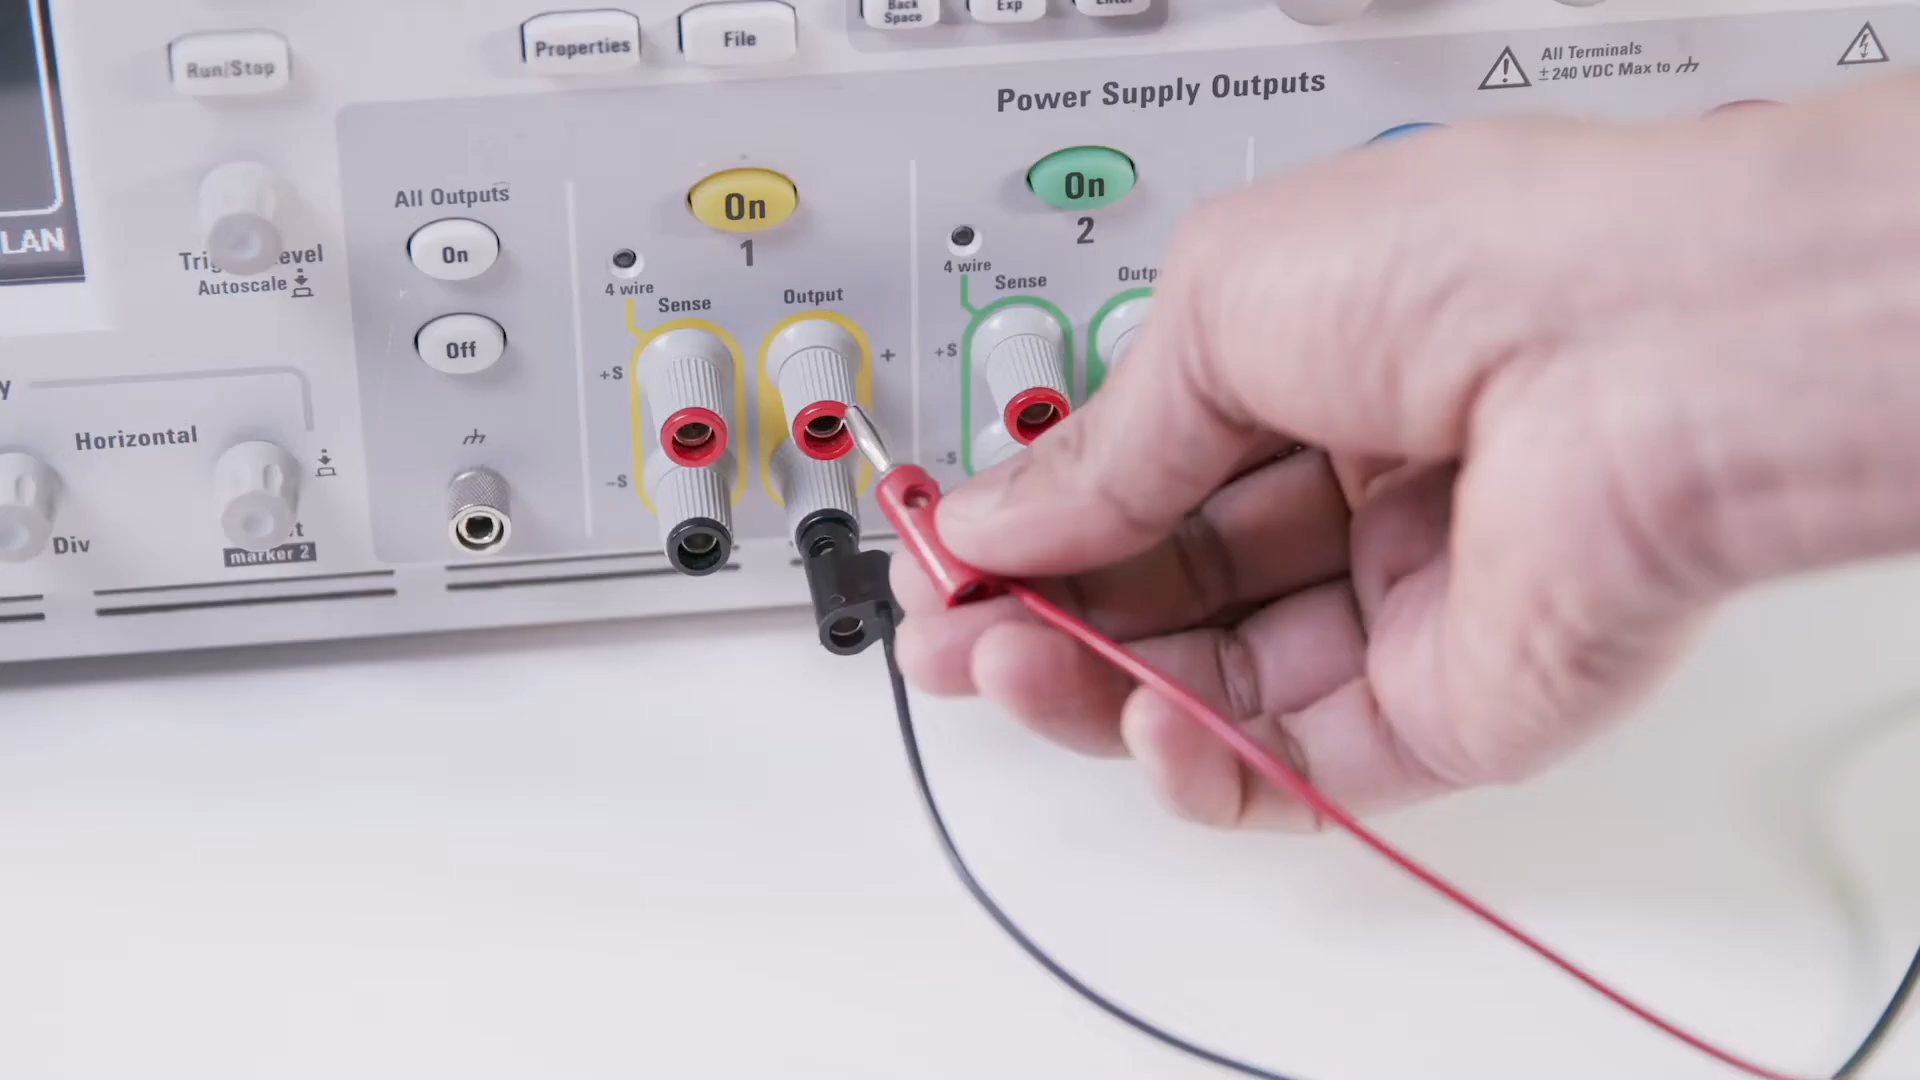 Back
Space
Exp
Run/Stop
Properties
File
All Terminals
±240 VDC Max to
Power Supply Outputs
LAN
All Outputs
On
On
1
On
2
Autoscale
4 wire
Sense
Output
4 wire
Sense
Off
+S
+
+S
Horizontal
-S
-S
Div
marker 2